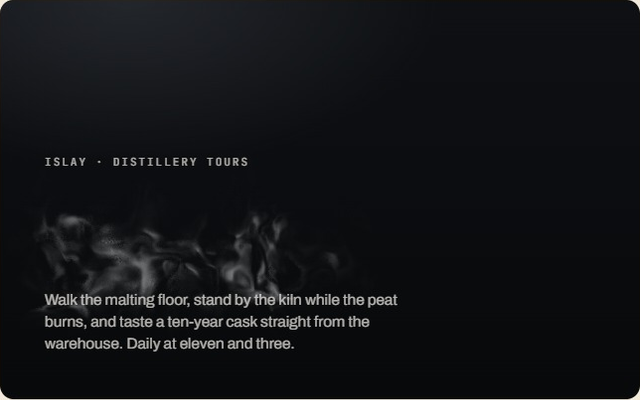 ISLAY · DISTILLERY TOURS
Walk the malting floor, stand by the kiln while the peat
burns, and taste a ten-year cask straight from the
warehouse. Daily at eleven and three.